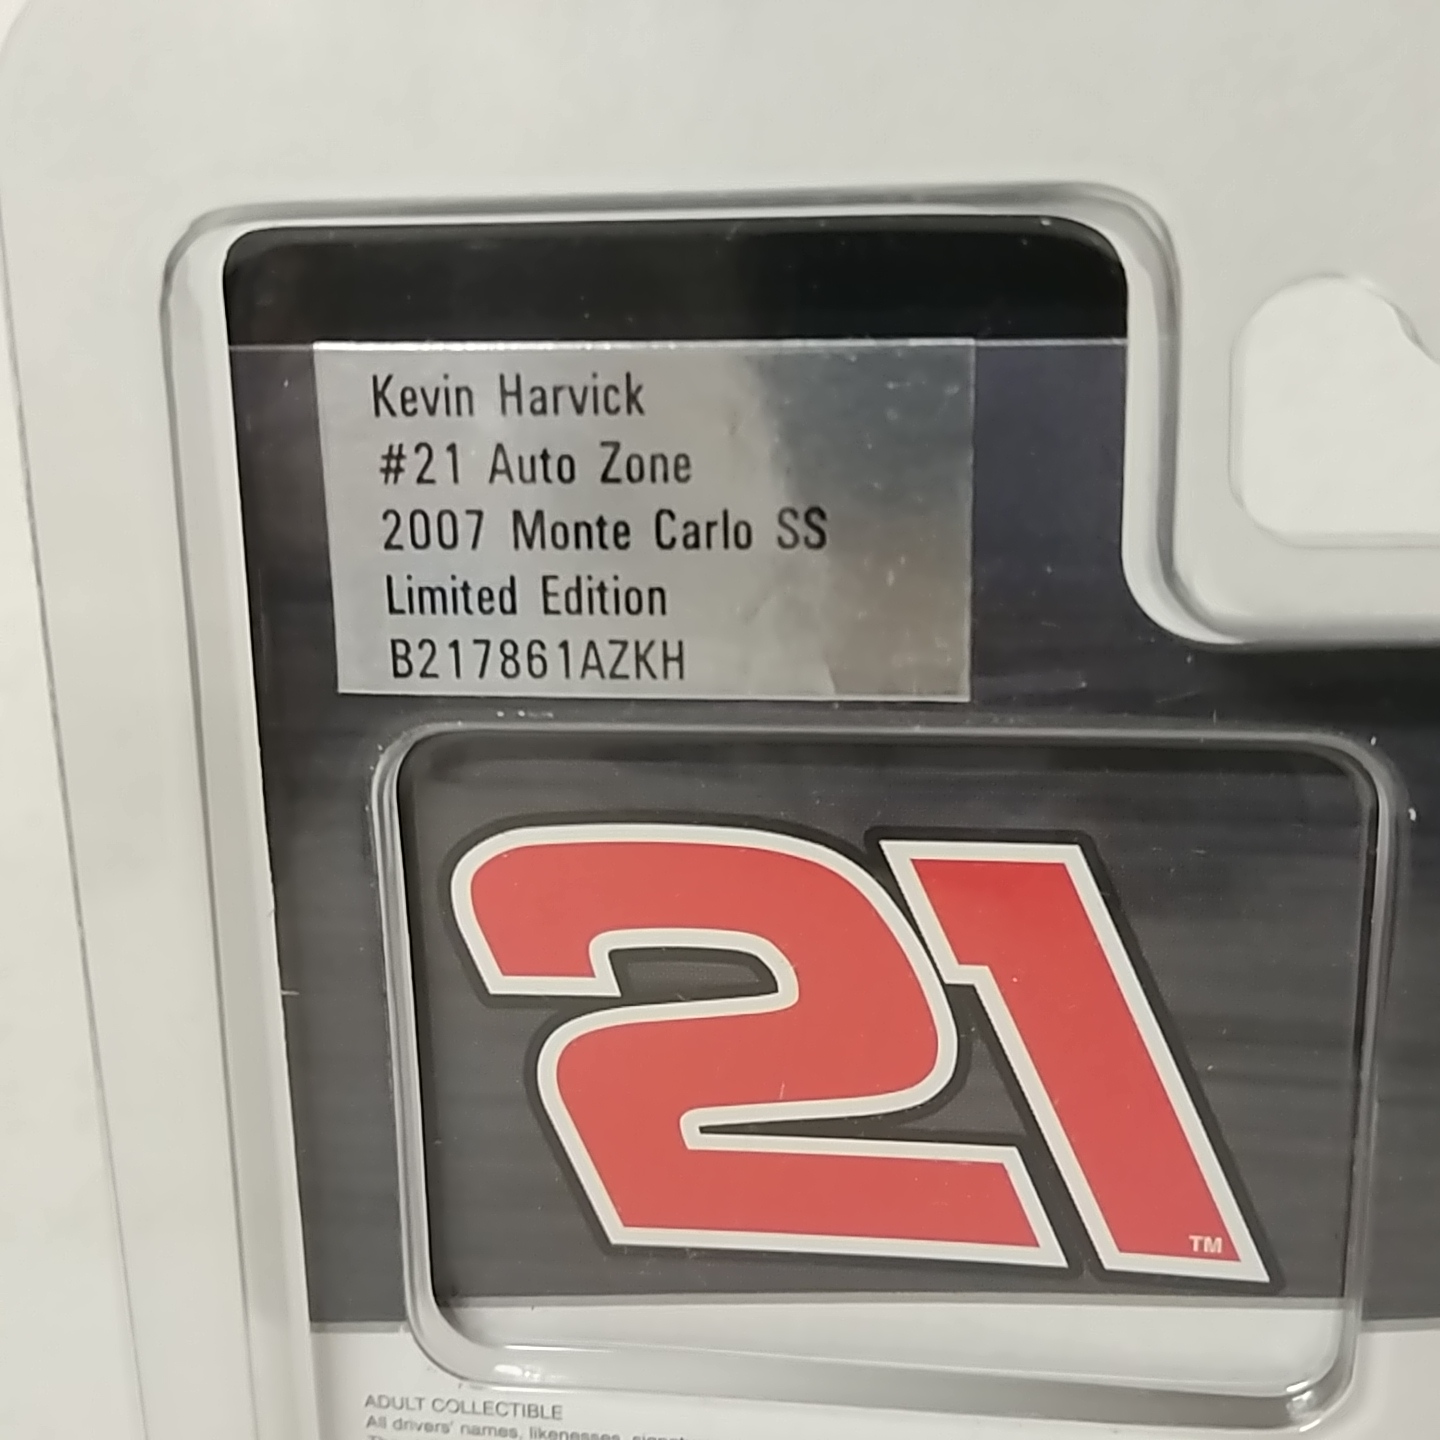 Kevin Harvick
#21 Auto Zone
2007 Monte Carlo SS
Limited Edition
B217861AZKH
21
TM
ADULT COLLECTIBLE
All drivers' names, likenesses,